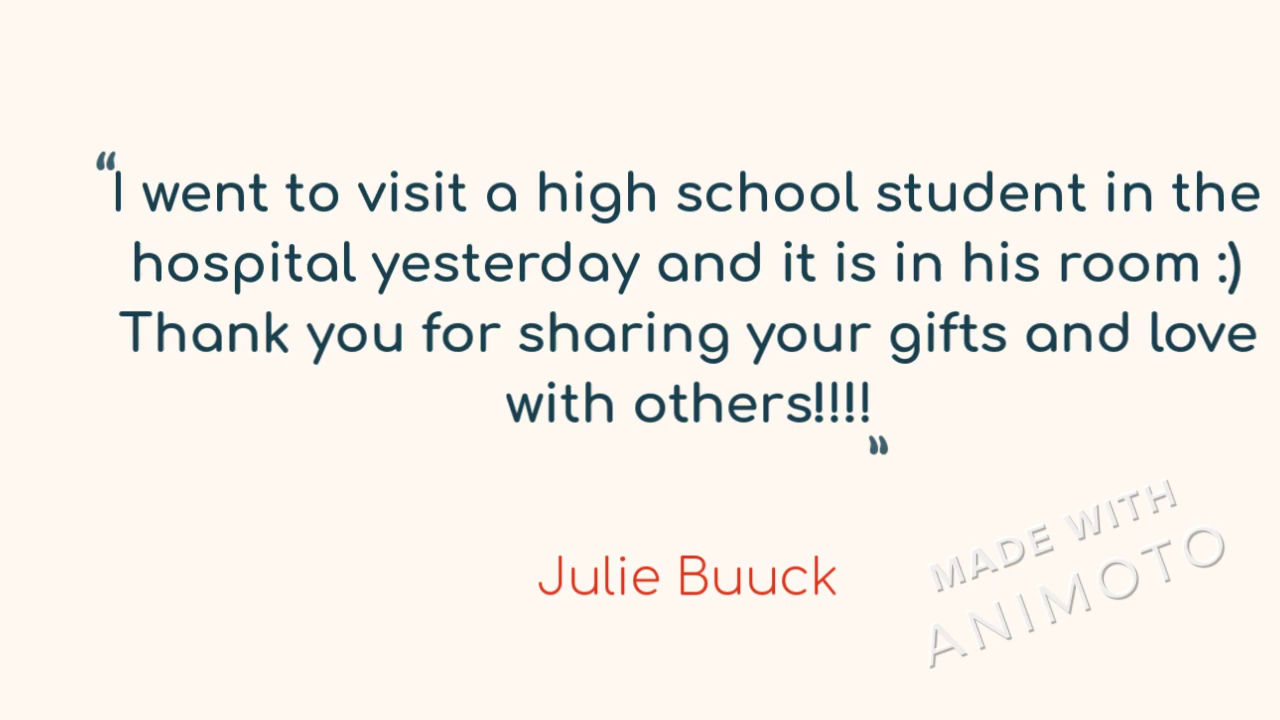 “I went to visit a high school student in the
hospital yesterday and it is in his room :)
Thank you for sharing your gifts and love
with others!!!!
”
Julie Buuck
MADE WITH
ANIMOTO